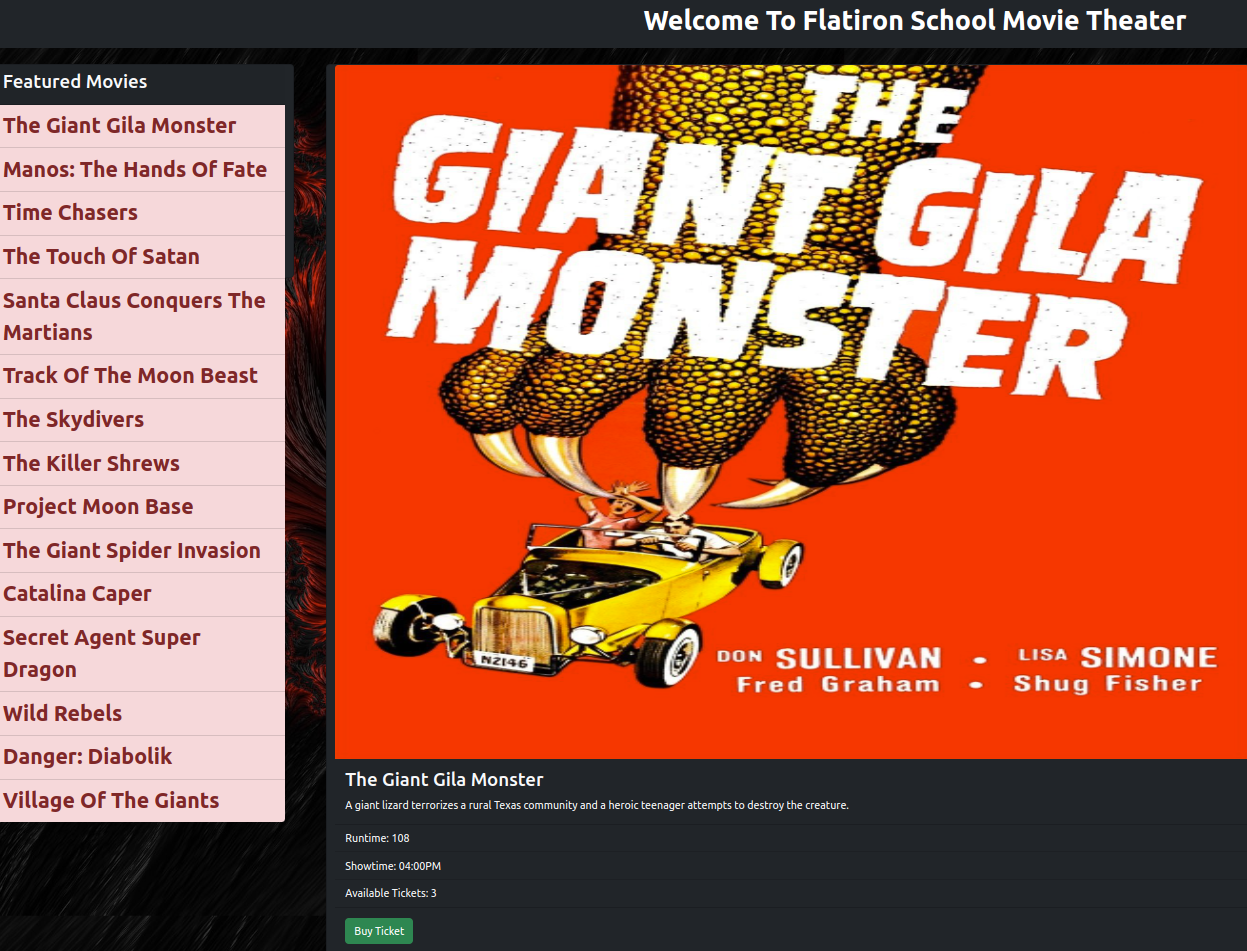 Welcome To Flatiron School Movie Theater
Featured Movies
The Giant Gila Monster
Manos: The Hands Of Fate
Time Chasers
The Touch Of Satan
Santa Claus Conquers The
Martians
Track Of The Moon Beast
The Skydivers
The Killer Shrews
Project Moon Base
The Giant Spider Invasion
Catalina Caper
Secret Agent Super
Dragon
Wild Rebels
Danger: Diabolik
Village Of The Giants
THE
GIANT GILA
MONSTER
N2146
DON SULLIVAN • LISA SIMONE
Fred Graham • Shug Fisher
The Giant Gila Monster
A giant lizard terrorizes a rural Texas community and a heroic teenager attempts to destroy the creature.
Runtime: 108
Showtime: 04:00PM
Available Tickets: 3
Buy Ticket